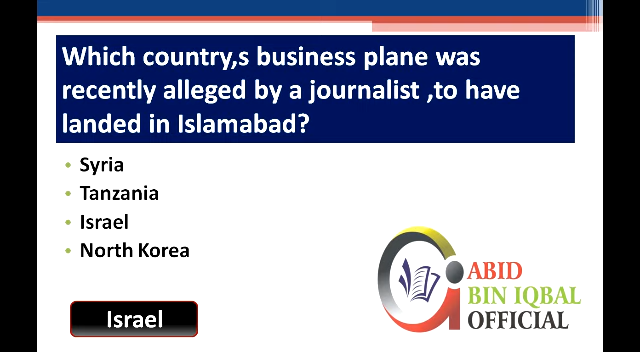 Which country,s business plane was
recently alleged by a journalist ,to have
landed in Islamabad?
Syria
Tanzania
Israel
North Korea
Israel
ABID
BIN IQBAL
OFFICIAL